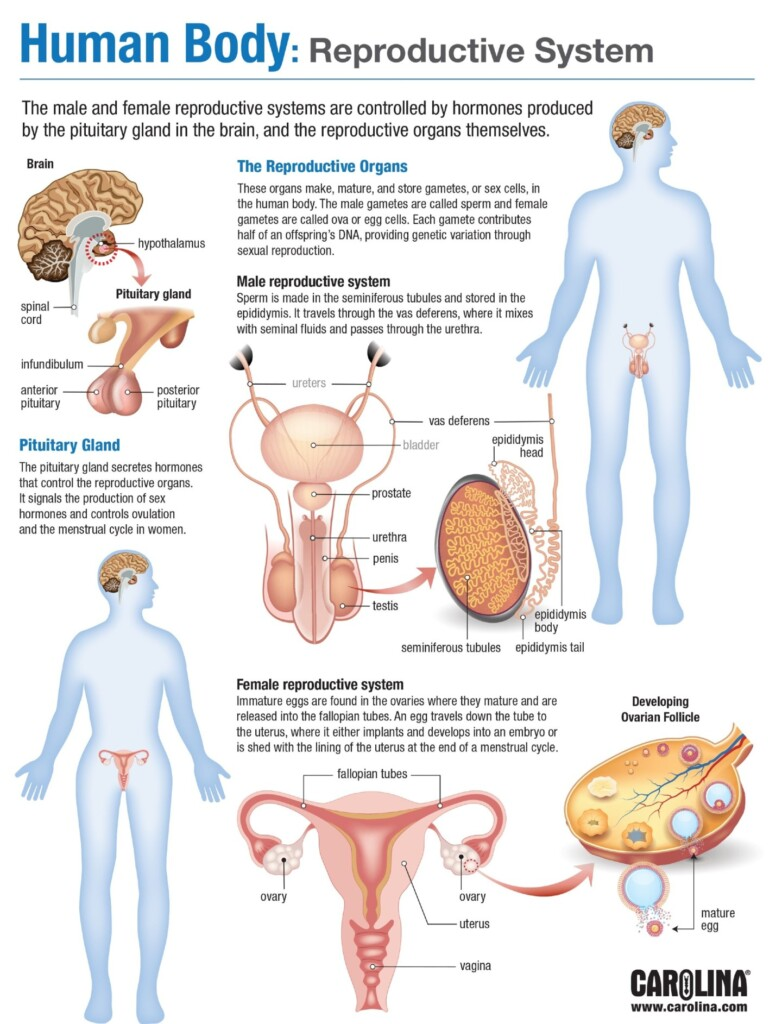 Human Body: Reproductive System
The male and female reproductive systems are controlled by hormones produced
by the pituitary gland in the brain, and the reproductive organs themselves.
Brain
hypothalamus
Pituitary gland
spinal
cord
infundibulum
anterior
pituitary
posterior
pituitary
Pituitary Gland
The pituitary gland secretes hormones
that control the reproductive organs.
It signals the production of sex
hormones and controls ovulation
and the menstrual cycle in women.
The Reproductive Organs
These organs make, mature, and store gametes, or sex cells, in
the human body. The male gametes are called sperm and female
gametes are called ova or egg cells. Each gamete contributes
half of an offspring's DNA, providing genetic variation through
sexual reproduction.
Male reproductive system
Sperm is made in the seminiferous tubules and stored in the
epididymis. It travels through the vas deferens, where it mixes
with seminal fluids and passes through the urethra.
ureters
vas deferens
bladder
epididymis
head
prostate
urethra
penis
testis
epididymis
body
seminiferous tubules
epididymis tail
Female reproductive system
Immature eggs are found in the ovaries where they mature and are
released into the fallopian tubes. An egg travels down the tube to
the uterus, where it either implants and develops into an embryo or
is shed with the lining of the uterus at the end of a menstrual cycle.
Developing
Ovarian Follicle
fallopian tubes
ovary
ovary
uterus
vagina
mature
egg
CAROLINA®
www.carolina.com